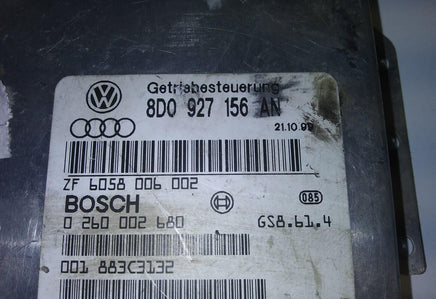 Getriebesteuerung
8D0 927 156 AN
21.10.99
ZF 6058 006 002
BOSCH
085
0 260 002 680
GS8.61.4
001 883C3132